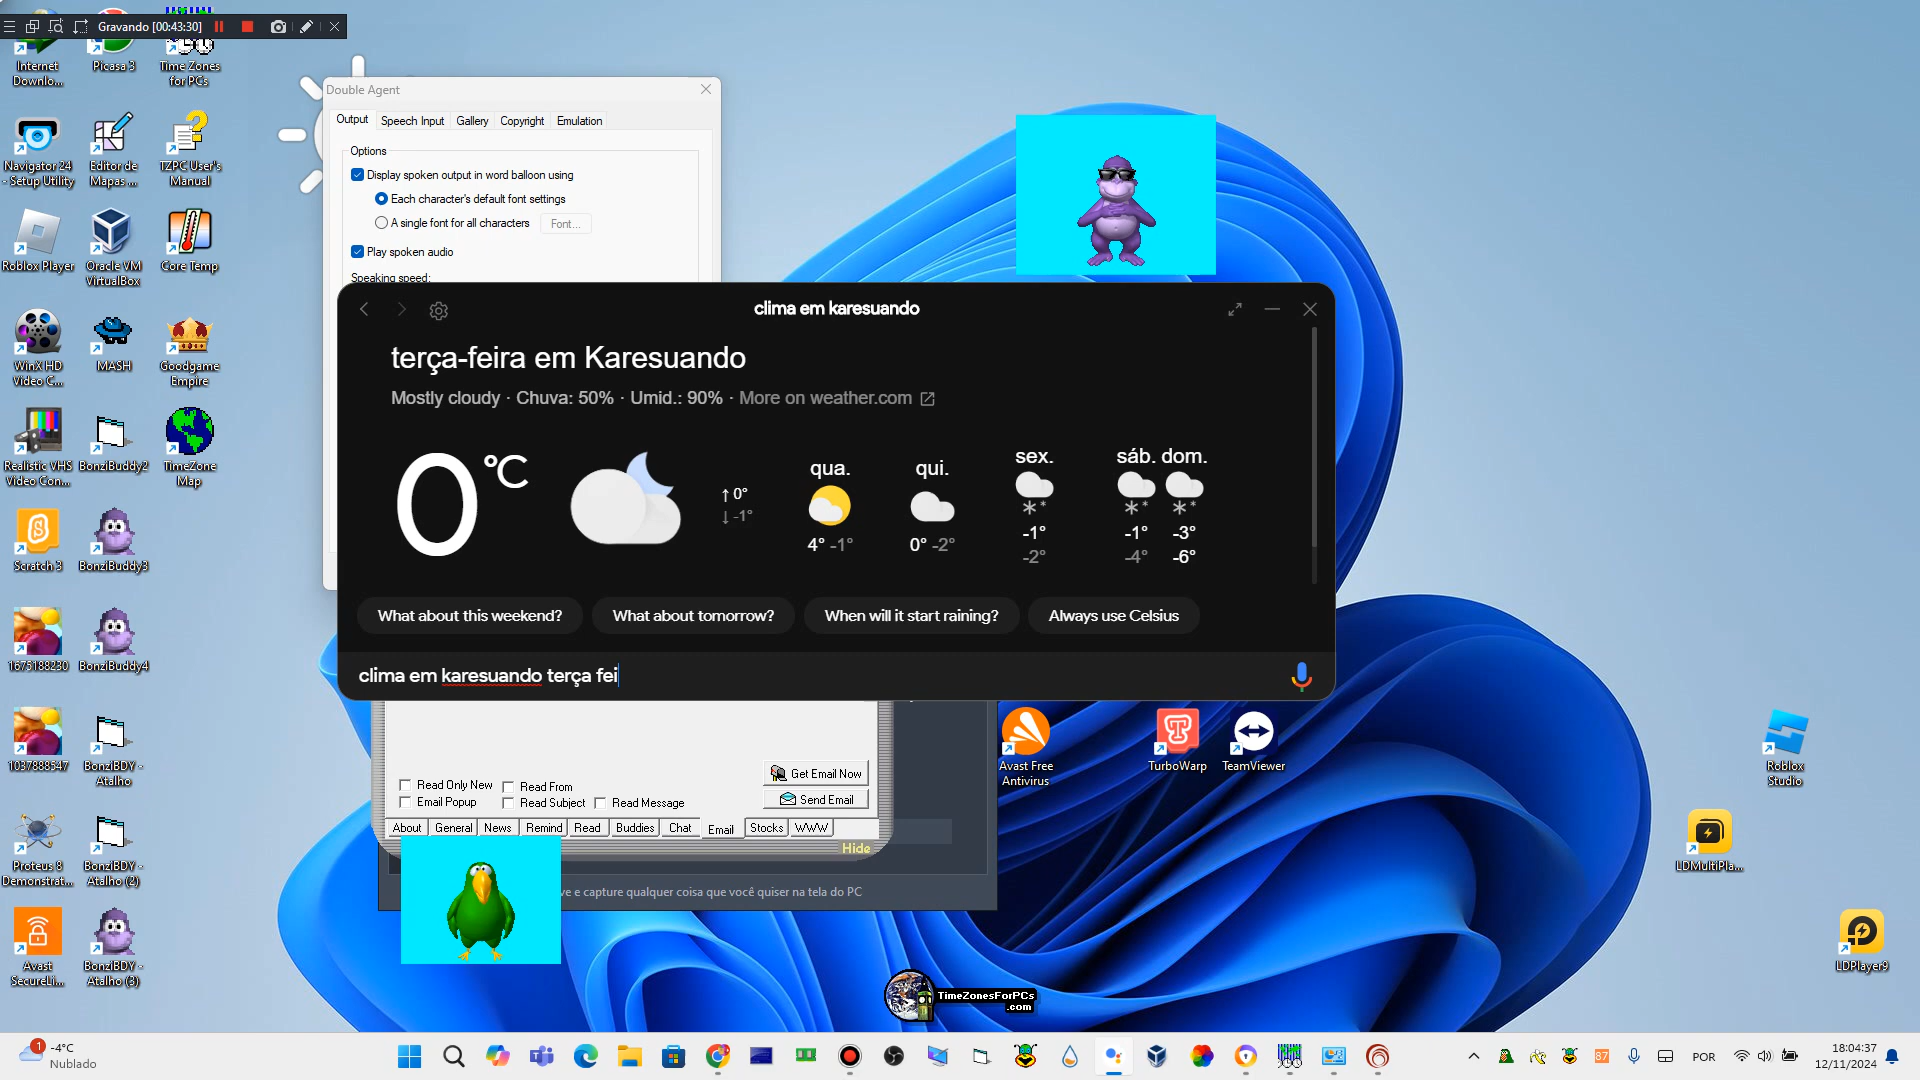 Gravando [00:43:30]
Internet
Downlo...
Picasa 3
Time Zones
for PCs
Navigator 24
- Setup Utility
Editor de
Mapas ...
TZPC User's
Manual
Roblox Player
Oracle VM
VirtualBox
Core Temp
WinX HD
Video C...
MASH
Goodgame
Empire
Realistic VHS
Video Con...
BonziBuddy2
TimeZone
Map
Scratch 3
BonziBuddy3
1675188230
BonziBuddy4
1037888547
BonziBDY -
Atalho
Proteus 8
Demonstrat...
BonziBDY -
Atalho (2)
Avast
SecureLi...
BonziBDY -
Atalho (3)
Double Agent
Output
Speech Input
Gallery
Copyright
Emulation
Options
Display spoken output in word balloon using
Each character's default font settings
A single font for all characters
Font...
Play spoken audio
Speaking speed:
clima em karesuando
terça-feira em Karesuando
Mostly cloudy · Chuva: 50% · Umid.: 90% · More on weather.com
0 °C
↑ 0°
↓ -1°
qua.
4° -1°
qui.
0° -2°
sex.
-1°
-2°
sáb.
-1°
-4°
dom.
-3°
-6°
What about this weekend?
What about tomorrow?
When will it start raining?
Always use Celsius
clima em karesuando terça fei
Read Only New
Read From
Email Popup
Read Subject
Read Message
Get Email Now
Send Email
About
General
News
Remind
Read
Buddies
Chat
Email
Stocks
WWW
Hide
ve e capture qualquer coisa que você quiser na tela do PC
Avast Free
Antivirus
TurboWarp
TeamViewer
Roblox
Studio
LDMultiPla...
LDPlayer9
TimeZonesForPCs
.com
1
-4°C
Nublado
87
POR
18:04:37
12/11/2024